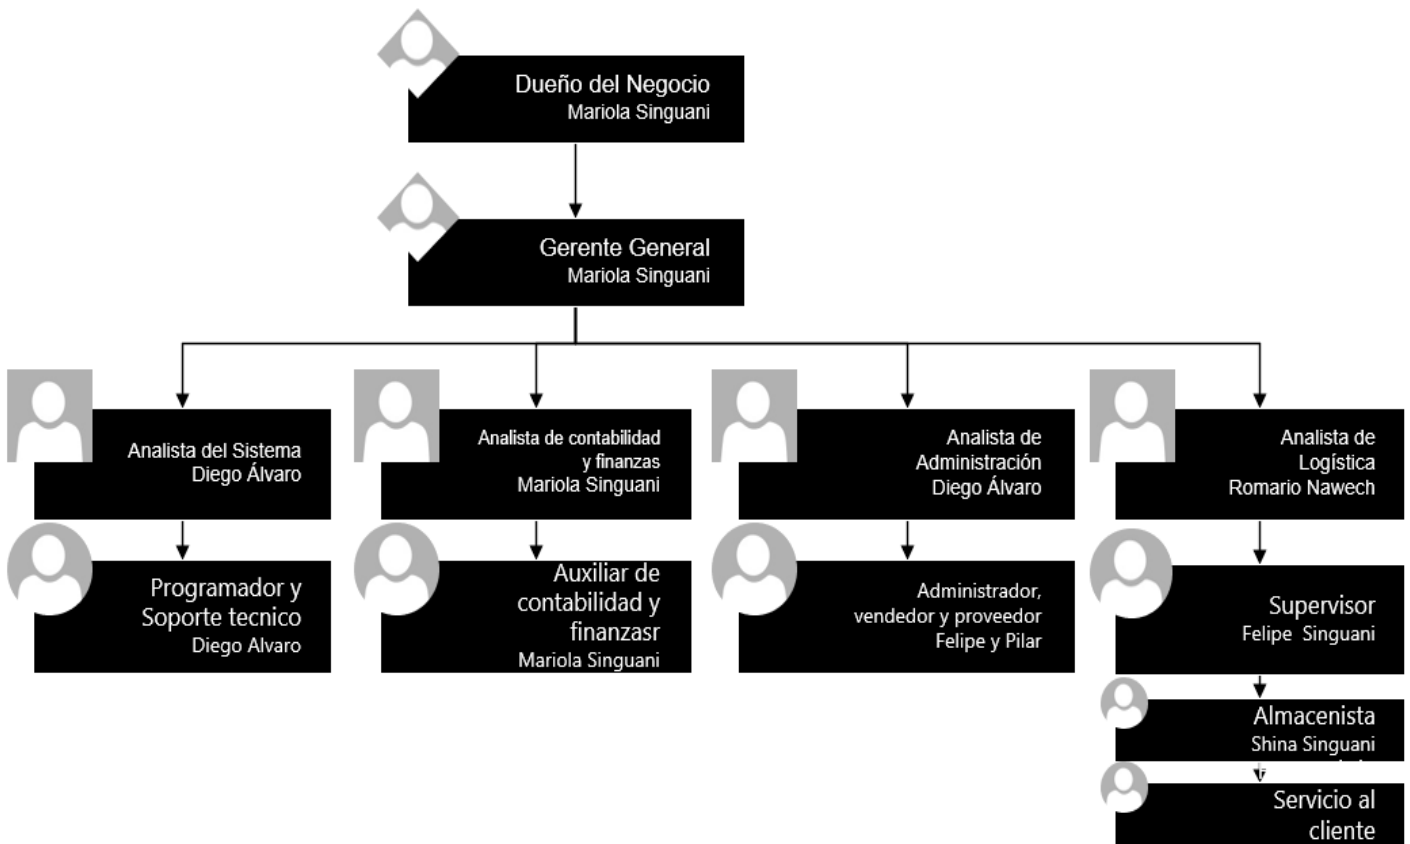 Dueño del Negocio
Mariola Singuani
Gerente General
Mariola Singuani
Analista del Sistema
Diego Álvaro
Analista de contabilidad
y finanzas
Mariola Singuani
Analista de
Administración
Diego Álvaro
Analista de
Logística
Romario Nawech
Programador y
Soporte tecnico
Diego Alvaro
Auxiliar de
contabilidad y
finanzasr
Mariola Singuani
Administrador,
vendedor y proveedor
Felipe y Pilar
Supervisor
Felipe Singuani
Almacenista
Shina Singuani
Servicio al
cliente